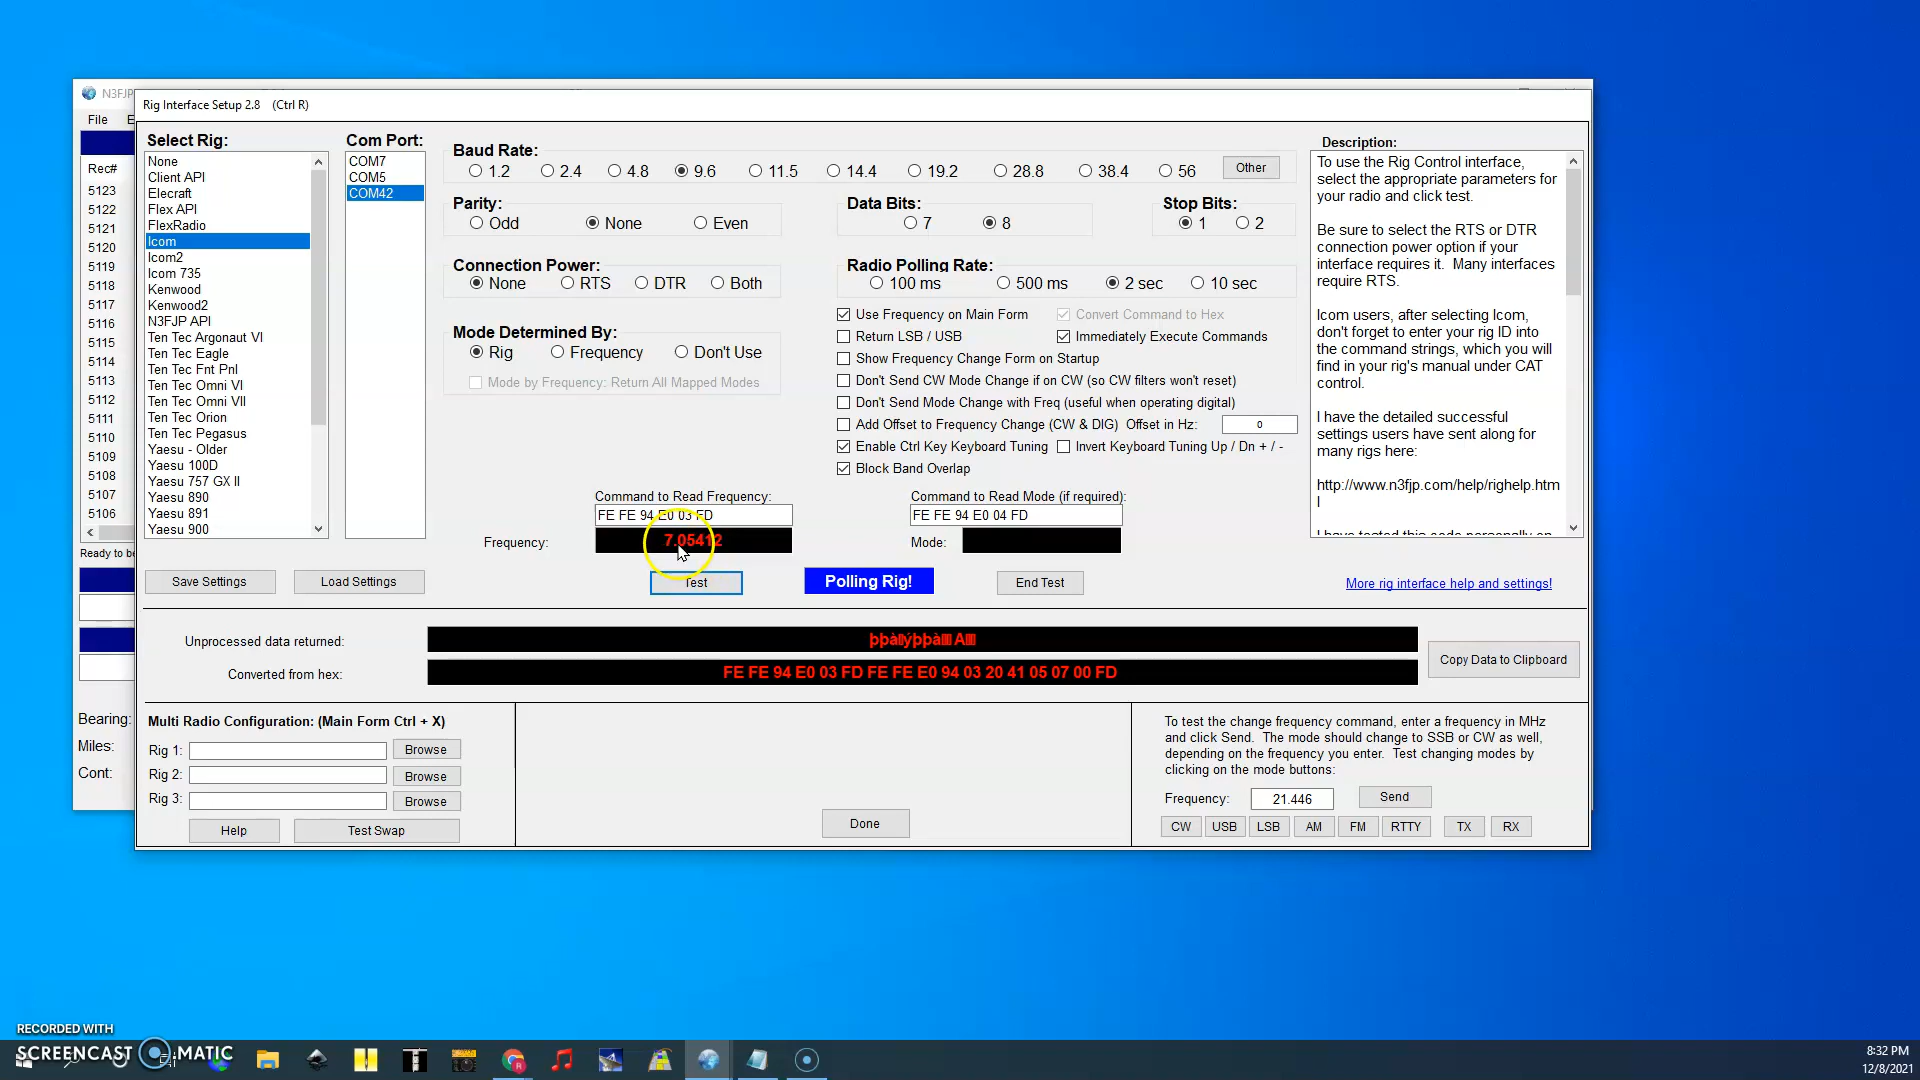 N3FJP
Rig Interface Setup 2.8 (Ctrl R)
File E
Rec#
5123
5122
5121
5120
5119
5118
5117
5116
5115
5114
5113
5112
5111
5110
5109
5108
5107
5106
Ready to be
Bearing:
Miles:
Cont:
Select Rig:
None
Client API
Elecraft
Flex API
FlexRadio
Icom
Icom2
Icom 735
Kenwood
Kenwood2
N3FJP API
Ten Tec Argonaut VI
Ten Tec Eagle
Ten Tec Fnt Pnl
Ten Tec Omni VI
Ten Tec Omni VII
Ten Tec Orion
Ten Tec Pegasus
Yaesu - Older
Yaesu 100D
Yaesu 757 GX II
Yaesu 890
Yaesu 891
Yaesu 900
Com Port:
COM7
COM5
COM42
Baud Rate:
1.2 2.4 4.8 9.6 11.5 14.4 19.2 28.8 38.4 56 Other
Parity:
Odd None Even
Data Bits:
7 8
Stop Bits:
1 2
Connection Power:
None RTS DTR Both
Radio Polling Rate:
100 ms 500 ms 2 sec 10 sec
Mode Determined By:
Rig Frequency Don't Use
Mode by Frequency: Return All Mapped Modes
Use Frequency on Main Form Convert Command to Hex
Return LSB / USB Immediately Execute Commands
Show Frequency Change Form on Startup
Don't Send CW Mode Change if on CW (so CW filters won't reset)
Don't Send Mode Change with Freq (useful when operating digital)
Add Offset to Frequency Change (CW & DIG) Offset in Hz: 0
Enable Ctrl Key Keyboard Tuning Invert Keyboard Tuning Up / Dn + / -
Block Band Overlap
Command to Read Frequency: Command to Read Mode (if required):
FE FE 94 E0 03 FD FE FE 94 E0 04 FD
Frequency: 7.05412 Mode:
Save Settings Load Settings Test Polling Rig! End Test
Description:
To use the Rig Control interface,
select the appropriate parameters for
your radio and click test.
Be sure to select the RTS or DTR
connection power option if your
interface requires it. Many interfaces
require RTS.
Icom users, after selecting Icom,
don't forget to enter your rig ID into
the command strings, which you will
find in your rig's manual under CAT
control.
I have the detailed successful
settings users have sent along for
many rigs here:
http://www.n3fjp.com/help/righelp.htm
l
I have tested this code personally on
More rig interface help and settings!
Unprocessed data returned: þþàýþþà A
Converted from hex: FE FE 94 E0 03 FD FE FE E0 94 03 20 41 05 07 00 FD
Copy Data to Clipboard
Multi Radio Configuration: (Main Form Ctrl + X)
Rig 1: Browse
Rig 2: Browse
Rig 3: Browse
Help Test Swap
Done
To test the change frequency command, enter a frequency in MHz
and click Send. The mode should change to SSB or CW as well,
depending on the frequency you enter. Test changing modes by
clicking on the mode buttons:
Frequency: 21.446 Send
CW USB LSB AM FM RTTY TX RX
RECORDED WITH
SCREENCAST MATIC
8:32 PM
12/8/2021